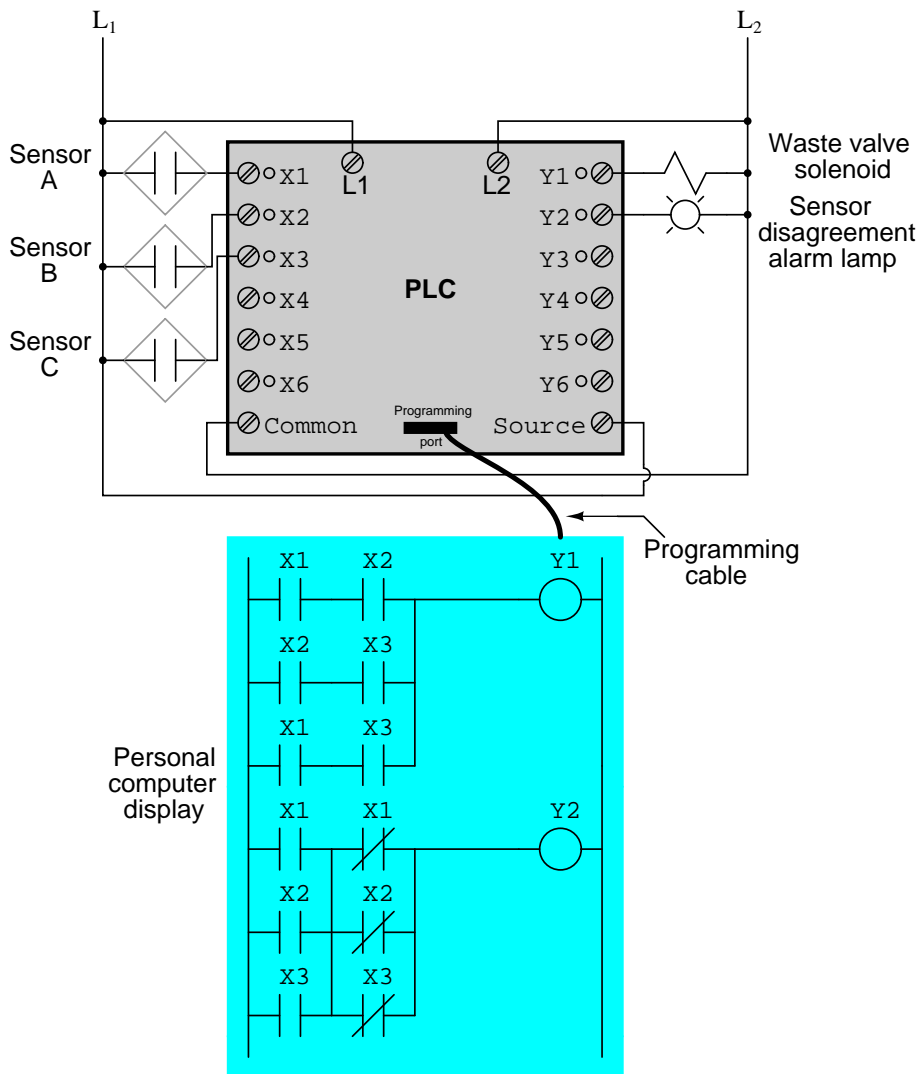 L1
L2
Sensor
A
Sensor
B
Sensor
C
X1
X2
X3
X4
X5
X6
Common
L1
L2
PLC
Programming
port
Y1
Y2
Y3
Y4
Y5
Y6
Source
Waste valve
solenoid
Sensor
disagreement
alarm lamp
Programming
cable
Personal
computer
display
X1 X2 Y1
X2 X3
X1 X3
X1 X1 Y2
X2 X2
X3 X3